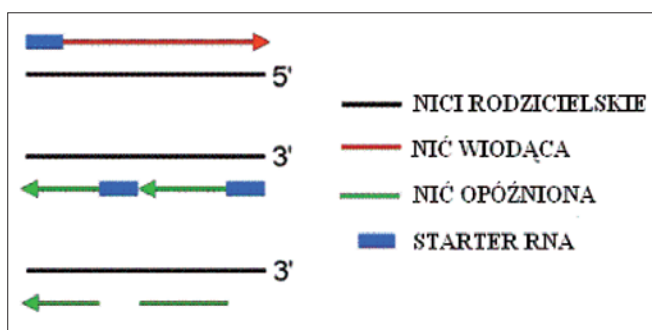 5'
3'
3'
NICI RODZICIELSKIE
NIĆ WIODĄCA
NIĆ OPÓŹNIONA
STARTER RNA